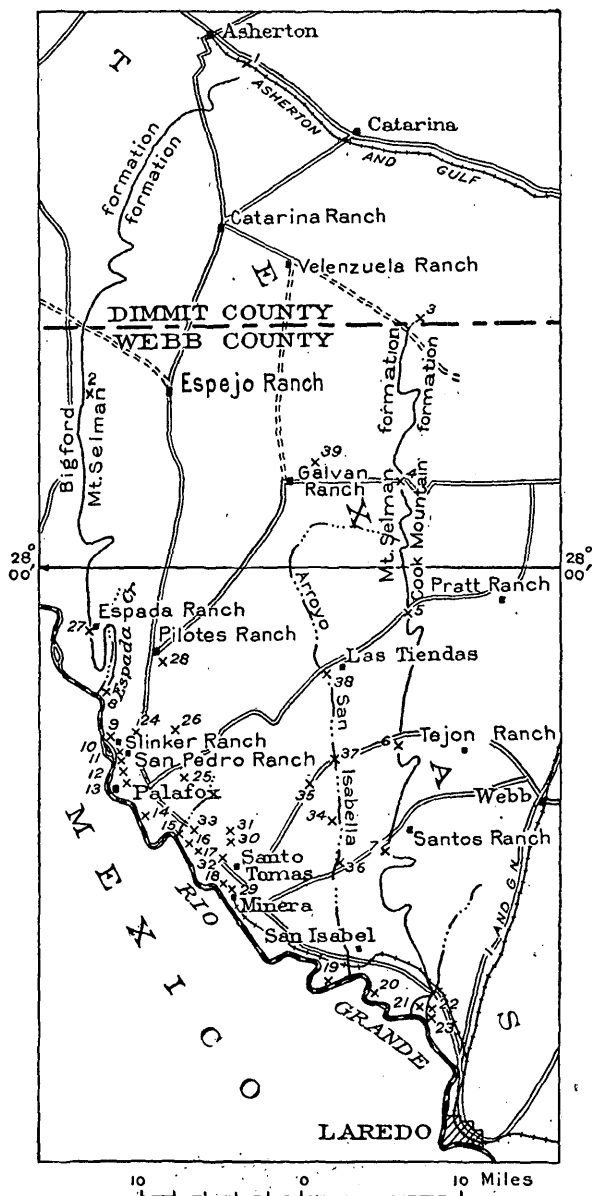 Asherton
T
ASHERTON AND GULF
Catarina
formation
formation
Catarina Ranch
E
Velenzuela Ranch
3
DIMMIT COUNTY
WEBB COUNTY
formation
formation
2
Espejo Ranch
Bigford
Mt. Selman
39
Galvan
Ranch
4
X
Mt. Selman
Cook Mountain
28°
00'
28°
00'
Arroyo
Pratt Ranch
5
Espada Cr.
Espada Ranch
27
Pilotes Ranch
28
Las Tiendas
38
8
San
9
24
26
10
Slinker Ranch
Tejon Ranch
6
37
11
San Pedro Ranch
12
25
Isabella
A
13
Palafox
35
Webb
14
33
31
34
15
30
7
Santos Ranch
16
17
32
Santo
Tomas
36
18
29
Minera
MEXICO
RIO
San Isabel
I-AND G N
19
20
21
22
23
GRANDE
S
LAREDO
10
0
10 Miles